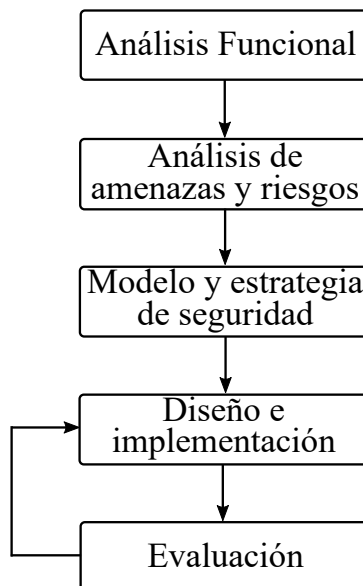 Análisis Funcional
Análisis de
amenazas y riesgos
Modelo y estrategia
de seguridad
Diseño e
implementación
Evaluación